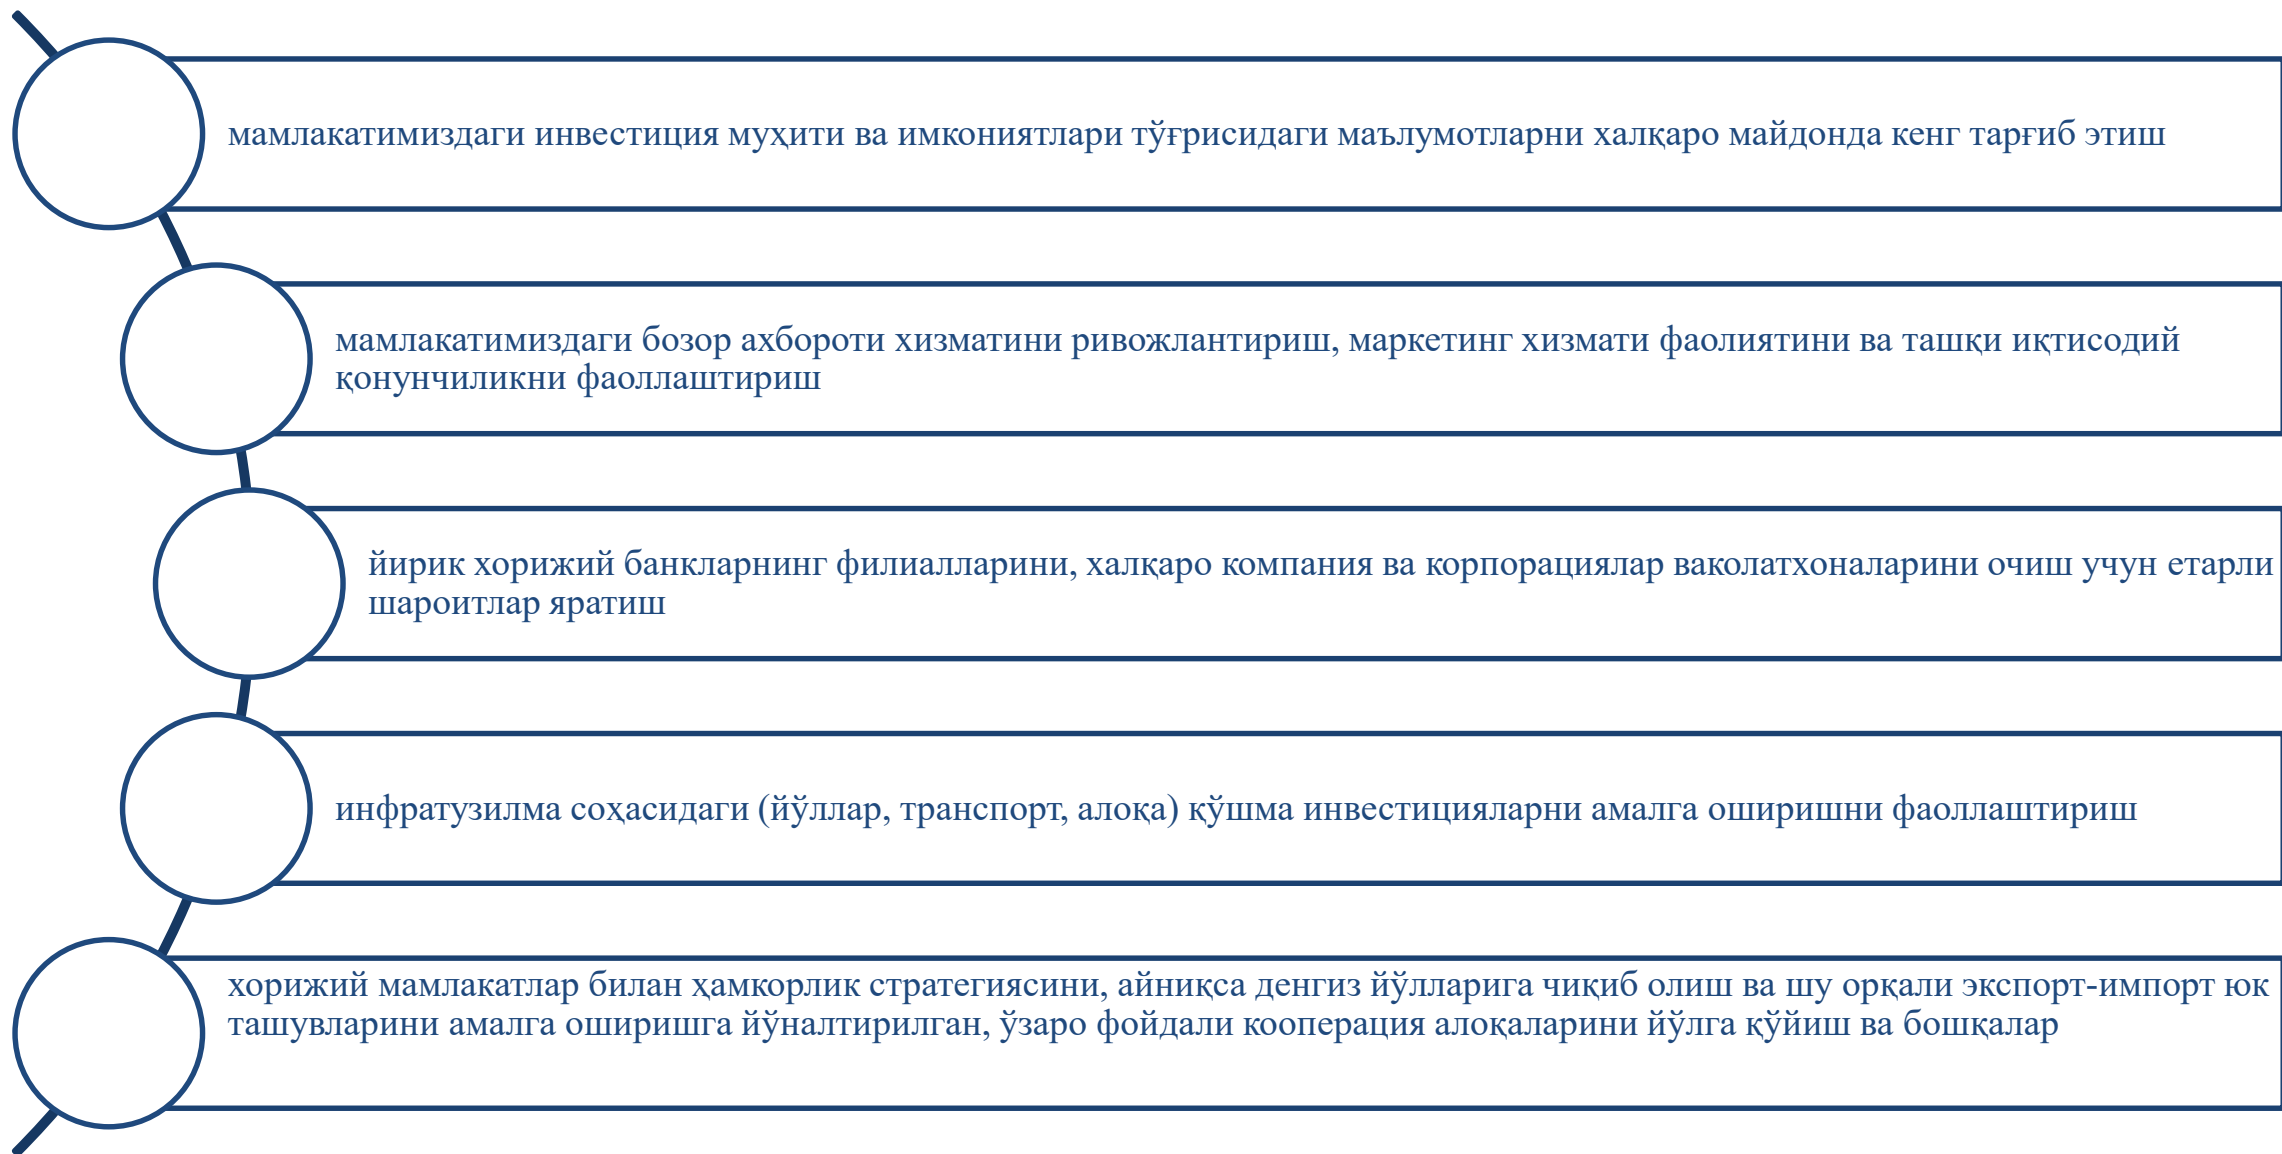 мамлакатимиздаги инвестиция муҳити ва имкониятлари тўғрисидаги маълумотларни халқаро майдонда кенг тарғиб этиш
мамлакатимиздаги бозор ахбороти хизматини ривожлантириш, маркетинг хизмати фаолиятини ва ташқи иқтисодий
қонунчиликни фаоллаштириш
йирик хорижий банкларнинг филиалларини, халқаро компания ва корпорациялар ваколатхоналарини очиш учун етарли
шароитлар яратиш
инфратузилма соҳасидаги (йўллар, транспорт, алоқа) қўшма инвестицияларни амалга оширишни фаоллаштириш
хорижий мамлакатлар билан ҳамкорлик стратегиясини, айниқса денгиз йўлларига чиқиб олиш ва шу орқали экспорт-импорт юк
ташувларини амалга оширишга йўналтирилган, ўзаро фойдали кооперация алоқаларини йўлга қўйиш ва бошқалар